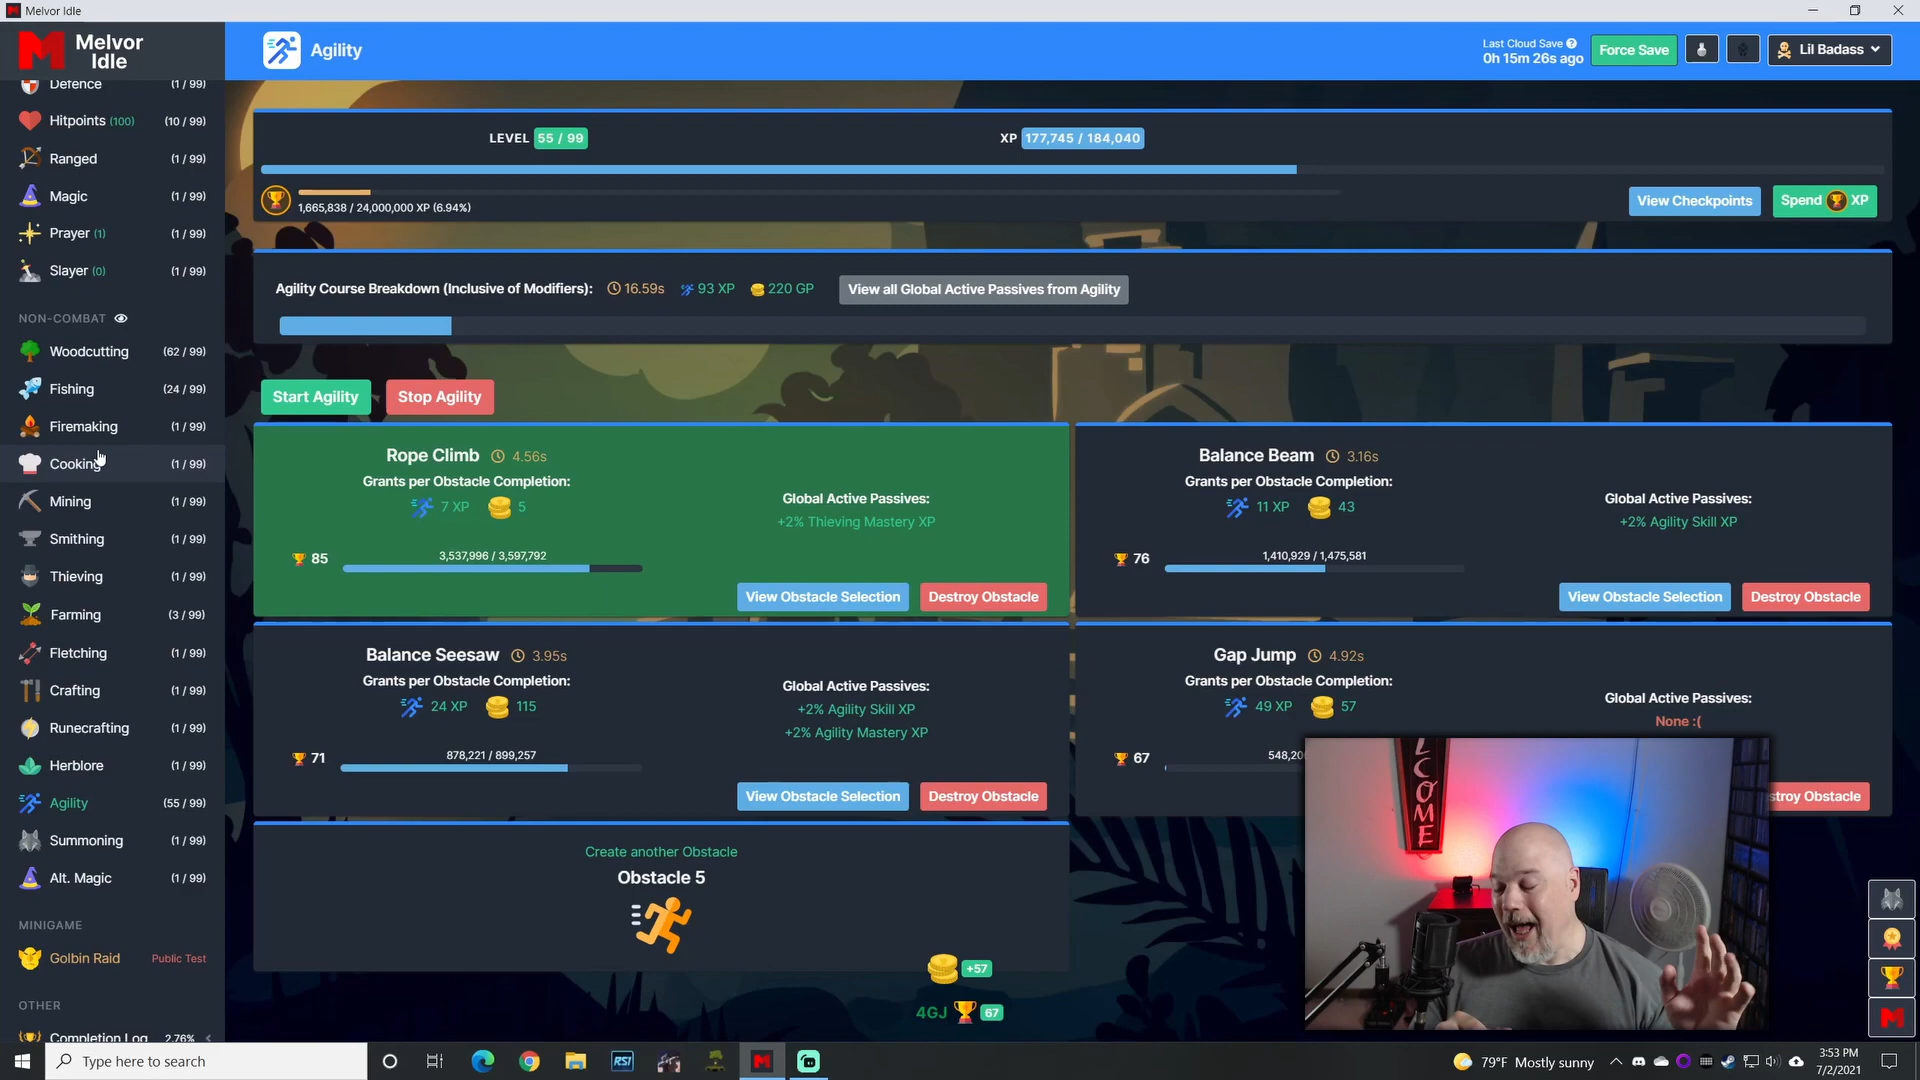 Melvor Idle
Melvor
Idle
Agility
Last Cloud Save
0h 15m 26s ago
Force Save
Lil Badass
Defence (1 / 99)
Hitpoints (100) (10 / 99)
Ranged (1 / 99)
Magic (1 / 99)
Prayer (1) (1 / 99)
Slayer (0) (1 / 99)
NON-COMBAT
Woodcutting (62 / 99)
Fishing (24 / 99)
Firemaking (1 / 99)
Cooking (1 / 99)
Mining (1 / 99)
Smithing (1 / 99)
Thieving (1 / 99)
Farming (3 / 99)
Fletching (1 / 99)
Crafting (1 / 99)
Runecrafting (1 / 99)
Herblore (1 / 99)
Agility (55 / 99)
Summoning (1 / 99)
Alt. Magic (1 / 99)
MINIGAME
Golbin Raid Public Test
OTHER
Completion Log 2.76%
LEVEL 55 / 99
XP 177,745 / 184,040
1,665,838 / 24,000,000 XP (6.94%)
View Checkpoints
Spend XP
Agility Course Breakdown (Inclusive of Modifiers): 16.59s 93 XP 220 GP
View all Global Active Passives from Agility
Start Agility
Stop Agility
Rope Climb 4.56s
Grants per Obstacle Completion:
7 XP 5
Global Active Passives:
+2% Thieving Mastery XP
85
3,537,996 / 3,597,792
View Obstacle Selection
Destroy Obstacle
Balance Beam 3.16s
Grants per Obstacle Completion:
11 XP 43
Global Active Passives:
+2% Agility Skill XP
76
1,410,929 / 1,475,581
View Obstacle Selection
Destroy Obstacle
Balance Seesaw 3.95s
Grants per Obstacle Completion:
24 XP 115
Global Active Passives:
+2% Agility Skill XP
+2% Agility Mastery XP
71
878,221 / 899,257
View Obstacle Selection
Destroy Obstacle
Gap Jump 4.92s
Grants per Obstacle Completion:
49 XP 57
Global Active Passives:
None :(
67
548,20
stroy Obstacle
Create another Obstacle
Obstacle 5
+57
4GJ 67
LCOME
Type here to search
RSI
79°F Mostly sunny
3:53 PM
7/2/2021